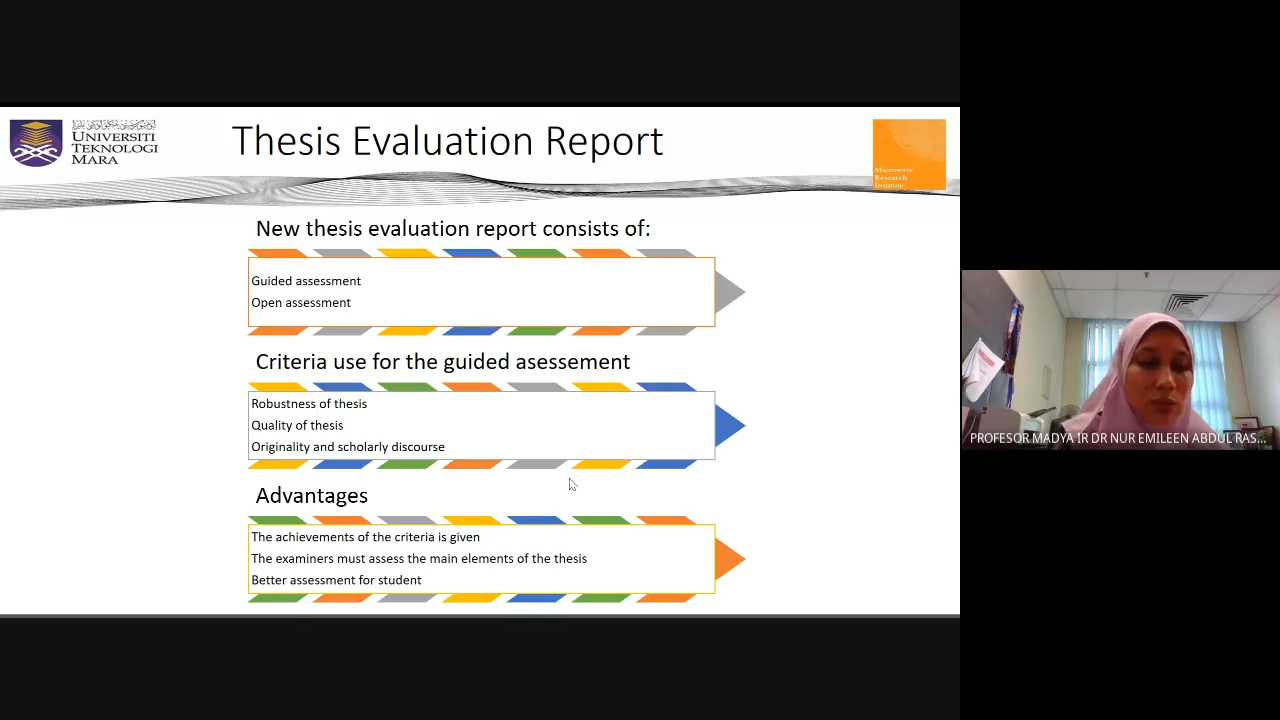 UNIVERSITI
TEKNOLOGI
MARA
Thesis Evaluation Report
Microwave
Research
Institute
New thesis evaluation report consists of:
Guided assessment
Open assessment
Criteria use for the guided asessement
Robustness of thesis
Quality of thesis
Originality and scholarly discourse
Advantages
The achievements of the criteria is given
The examiners must assess the main elements of the thesis
Better assessment for student
PROFESOR MADYA IR DR NUR EMILEEN ABDUL RAS...